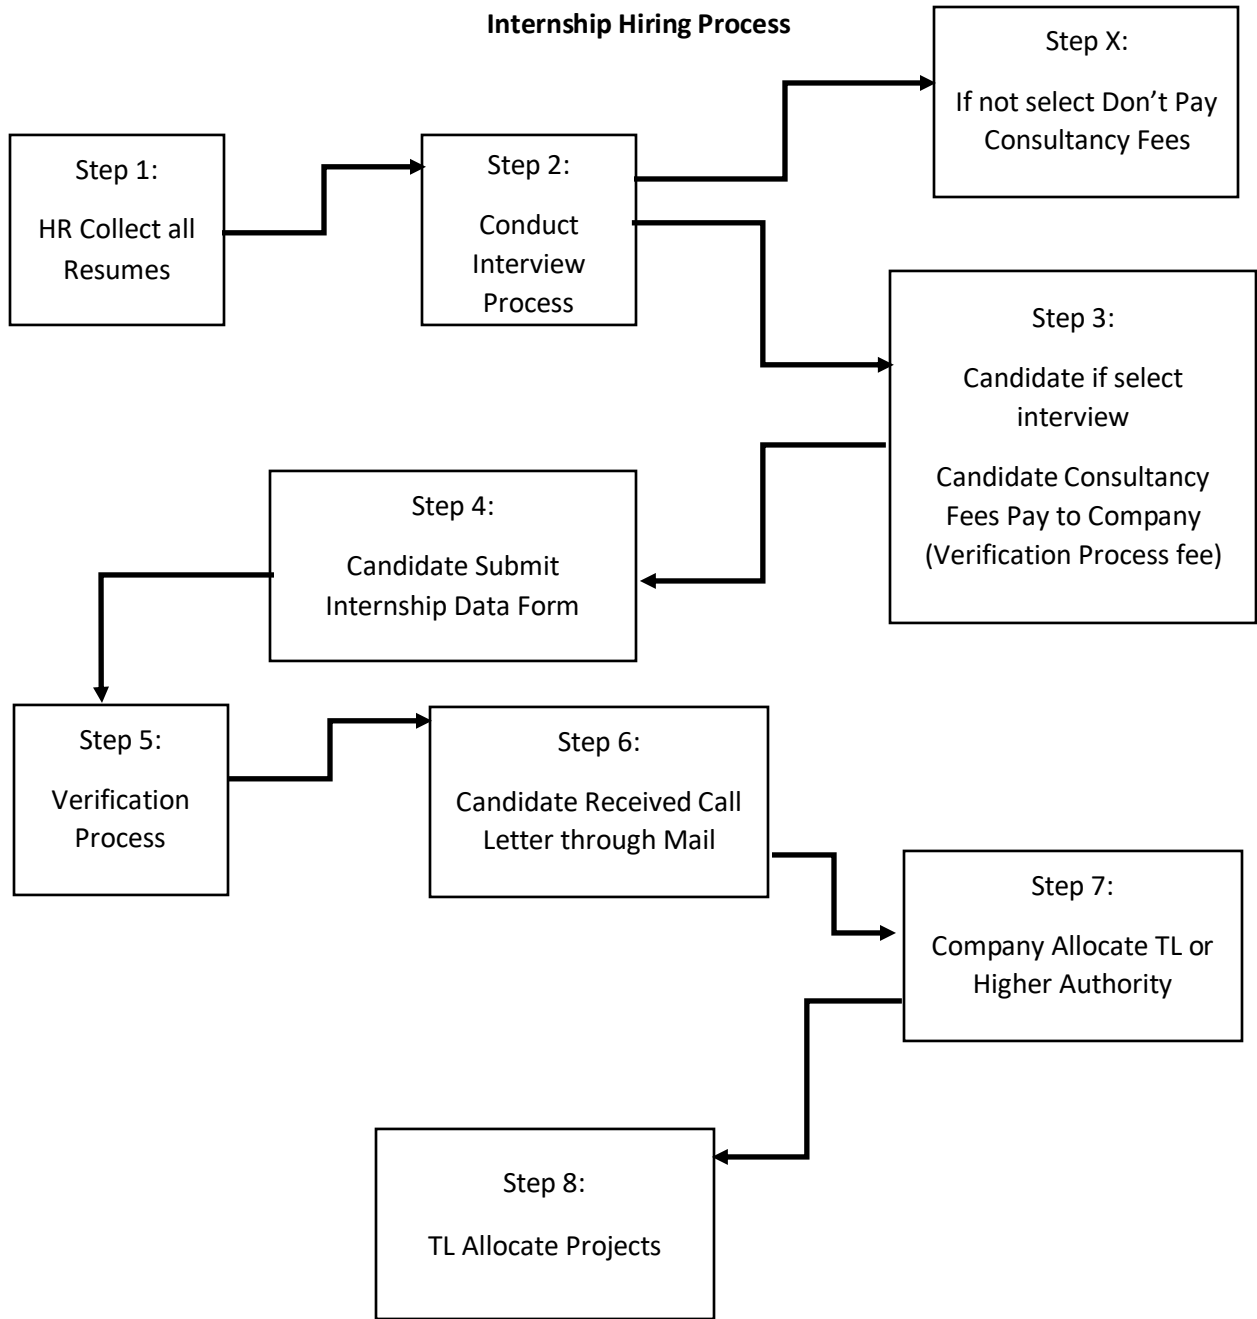 Internship Hiring Process
Step X:
If not select Don’t Pay
Consultancy Fees
Step 1:
HR Collect all
Resumes
Step 2:
Conduct
Interview
Process
Step 3:
Candidate if select
interview
Candidate Consultancy
Fees Pay to Company
(Verification Process fee)
Step 4:
Candidate Submit
Internship Data Form
Step 5:
Verification
Process
Step 6:
Candidate Received Call
Letter through Mail
Step 7:
Company Allocate TL or
Higher Authority
Step 8:
TL Allocate Projects